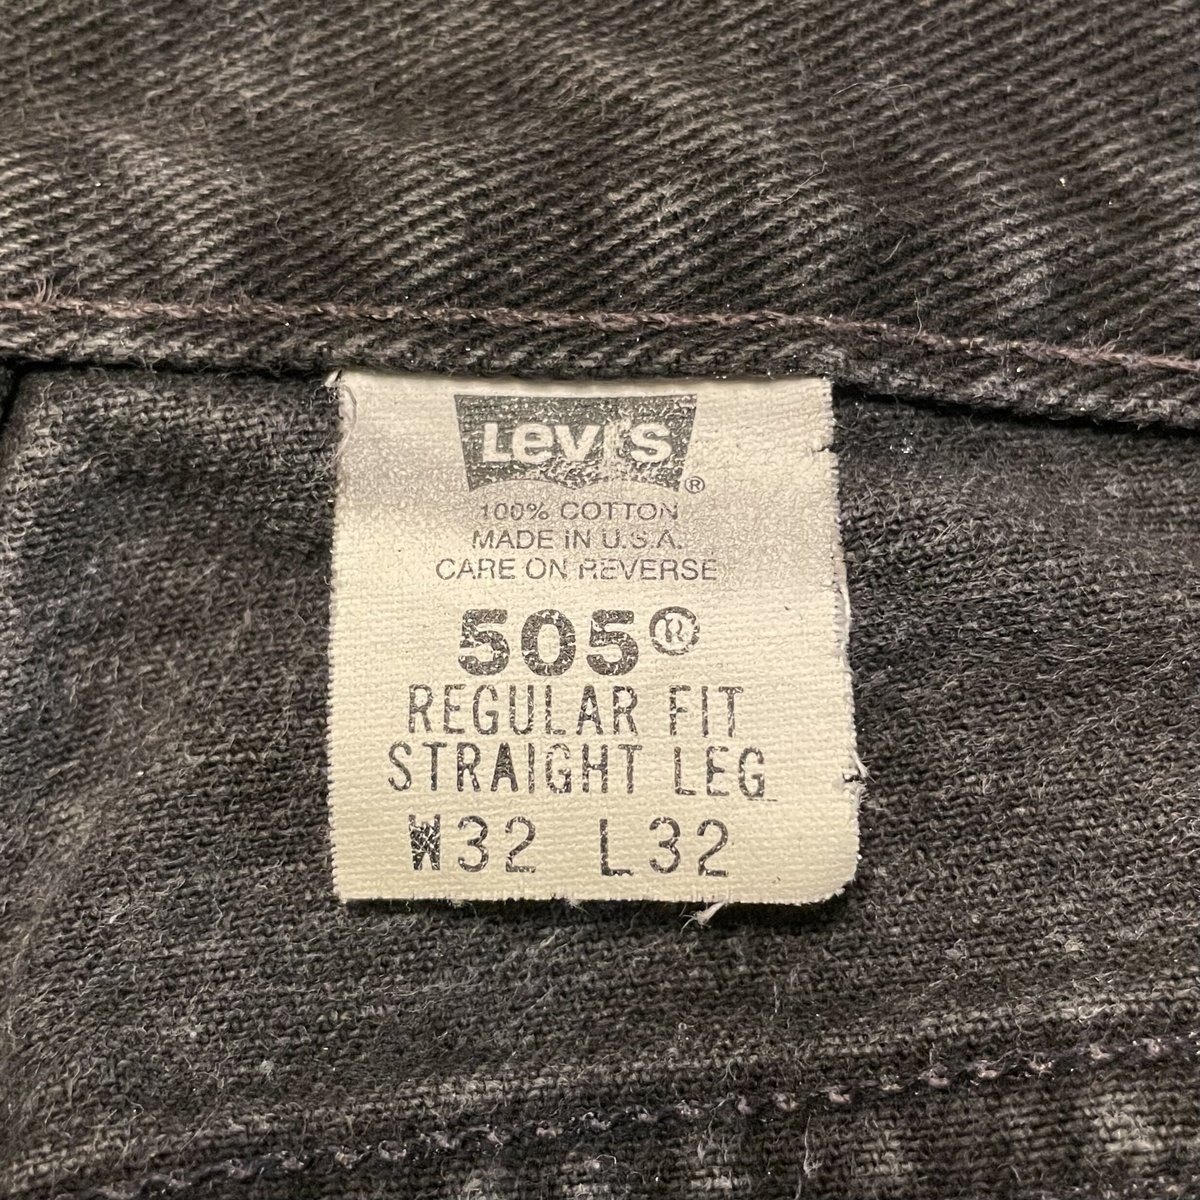 Levi's ®
100% COTTON
MADE IN U.S.A.
CARE ON REVERSE
505®
REGULAR FIT
STRAIGHT LEG
W32 L32